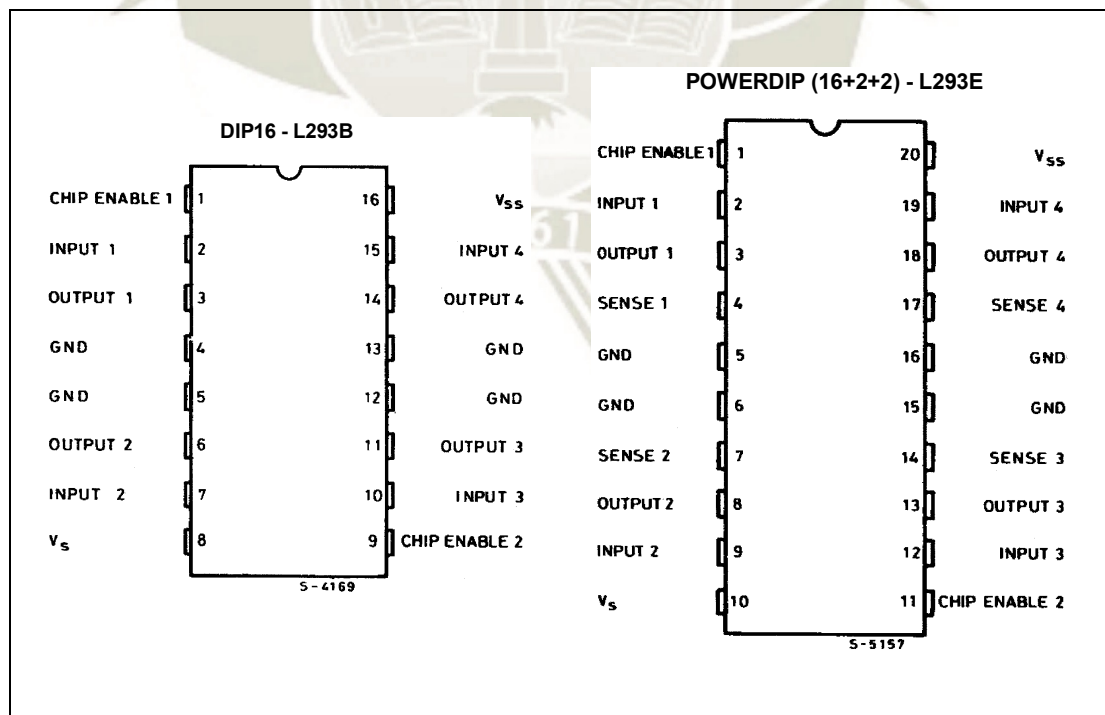 DIP16 - L293B
CHIP ENABLE 1 1 16 VSS
INPUT 1 2 15 INPUT 4
OUTPUT 1 3 14 OUTPUT 4
GND 4 13 GND
GND 5 12 GND
OUTPUT 2 6 11 OUTPUT 3
INPUT 2 7 10 INPUT 3
VS 8 9 CHIP ENABLE 2
S-4169
POWERDIP (16+2+2) - L293E
CHIP ENABLE 1 1 20 VSS
INPUT 1 2 19 INPUT 4
OUTPUT 1 3 18 OUTPUT 4
SENSE 1 4 17 SENSE 4
GND 5 16 GND
GND 6 15 GND
SENSE 2 7 14 SENSE 3
OUTPUT 2 8 13 OUTPUT 3
INPUT 2 9 12 INPUT 3
VS 10 11 CHIP ENABLE 2
S-5157
61